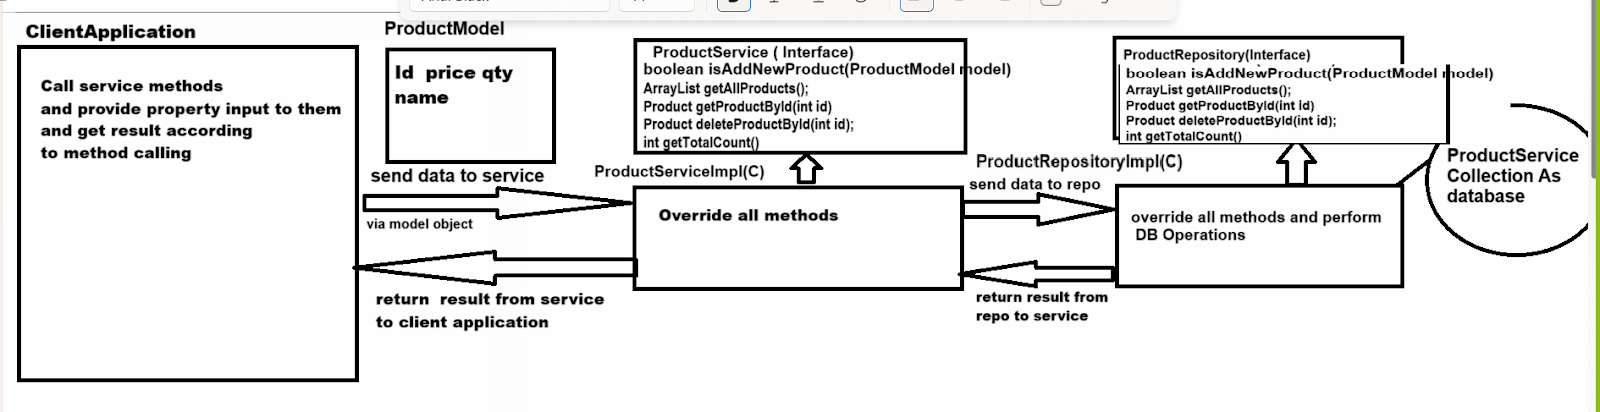 ClientApplication
Call service methods
and provide property input to them
and get result according
to method calling
ProductModel
Id price qty
name
send data to service
via model object
return result from service
to client application
ProductService ( Interface)
boolean isAddNewProduct(ProductModel model)
ArrayList getAllProducts();
Product getProductById(int id)
Product deleteProductById(int id);
int getTotalCount()
ProductServiceImpl(C)
Override all methods
ProductRepositoryImpl(C)
send data to repo
return result from
repo to service
ProductRepository(Interface)
boolean isAddNewProduct(ProductModel model)
ArrayList getAllProducts();
Product getProductById(int id)
Product deleteProductById(int id);
int getTotalCount()
override all methods and perform
DB Operations
ProductService
Collection As
database